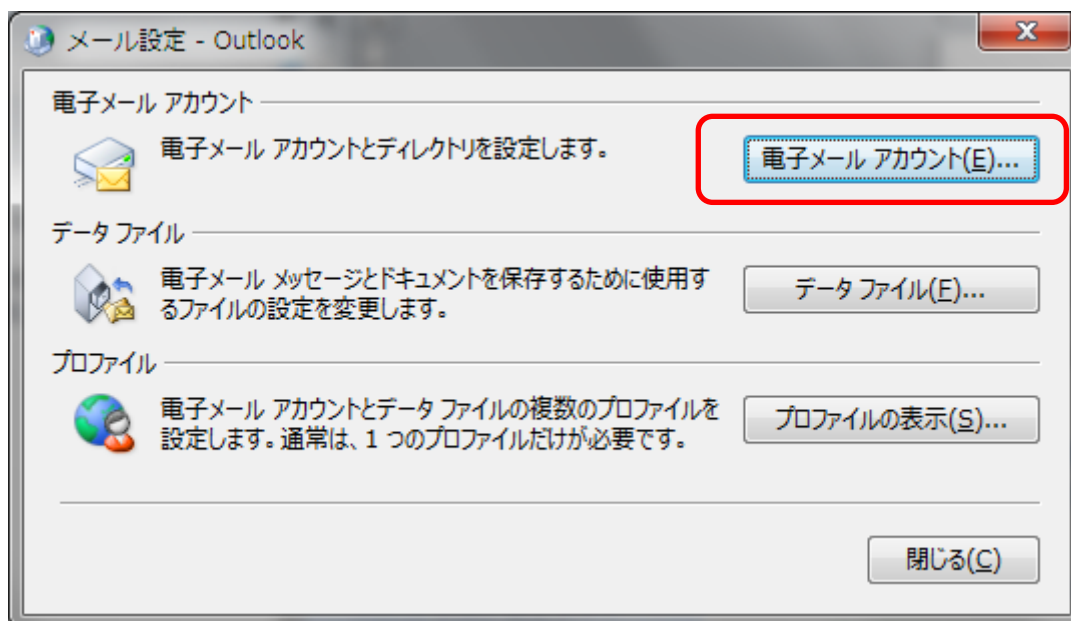 メール設定 - Outlook
電子メール アカウント
電子メール アカウントとディレクトリを設定します。
電子メール アカウント(E)...
データ ファイル
電子メール メッセージとドキュメントを保存するために使用す
るファイルの設定を変更します。
データ ファイル(F)...
プロファイル
電子メール アカウントとデータ ファイルの複数のプロファイルを
設定します。通常は、1 つのプロファイルだけが必要です。
プロファイルの表示(S)...
閉じる(C)